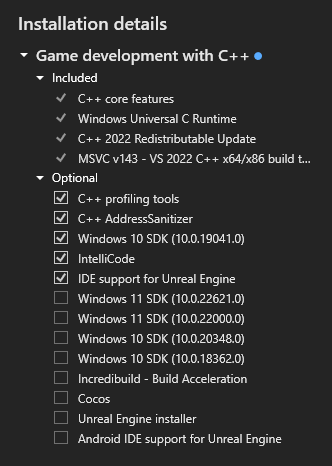 Installation details
Game development with C++
Included
C++ core features
Windows Universal C Runtime
C++ 2022 Redistributable Update
MSVC v143 - VS 2022 C++ x64/x86 build t...
Optional
C++ profiling tools
C++ AddressSanitizer
Windows 10 SDK (10.0.19041.0)
IntelliCode
IDE support for Unreal Engine
Windows 11 SDK (10.0.22621.0)
Windows 11 SDK (10.0.22000.0)
Windows 10 SDK (10.0.20348.0)
Windows 10 SDK (10.0.18362.0)
Incredibuild - Build Acceleration
Cocos
Unreal Engine installer
Android IDE support for Unreal Engine